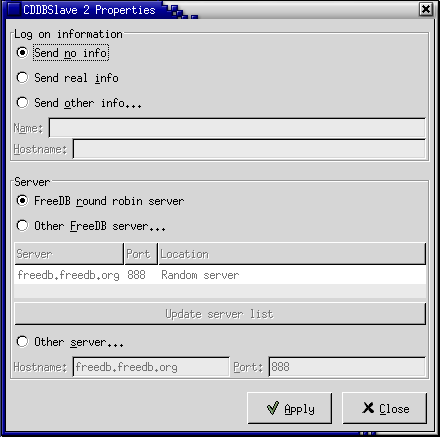 CDDBSlave 2 Properties
Log on information
Send no info
Send real info
Send other info...
Name:
Hostname:
Server
FreeDB round robin server
Other FreeDB server...
Server Port Location
freedb.freedb.org 888 Random server
Update server list
Other server...
Hostname: freedb.freedb.org Port: 888
Apply Close